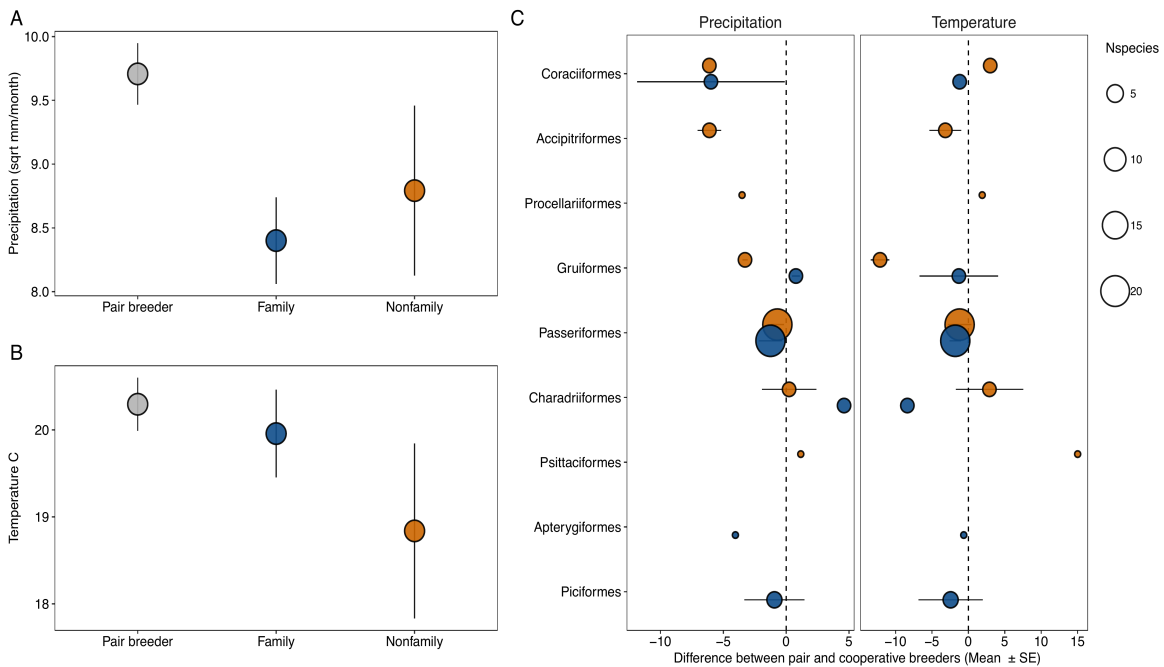 A
Precipitation (sqrt mm/month)
10.0
9.5
9.0
8.5
8.0
Pair breeder Family Nonfamily
B
Temperature C
20
19
18
Pair breeder Family Nonfamily
C
Precipitation Temperature
Coraciiformes
Accipitriformes
Procellariiformes
Gruiformes
Passeriformes
Charadriiformes
Psittaciformes
Apterygiformes
Piciformes
−10 −5 0 5 −10 −5 0 5 10 15
Difference between pair and cooperative breeders (Mean ± SE)
Nspecies
5
10
15
20